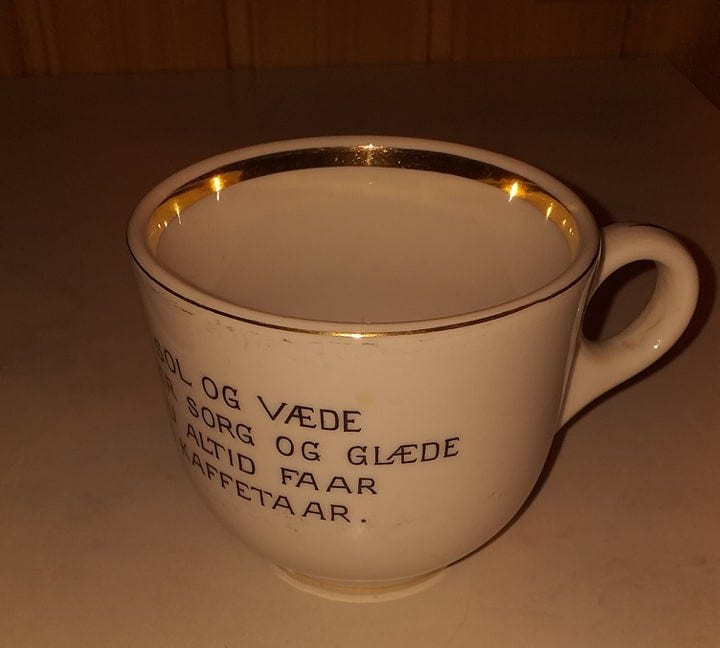 SOL OG VÆDE
SORG OG GLÆDE
ALTID FAAR
KAFFETAAR.